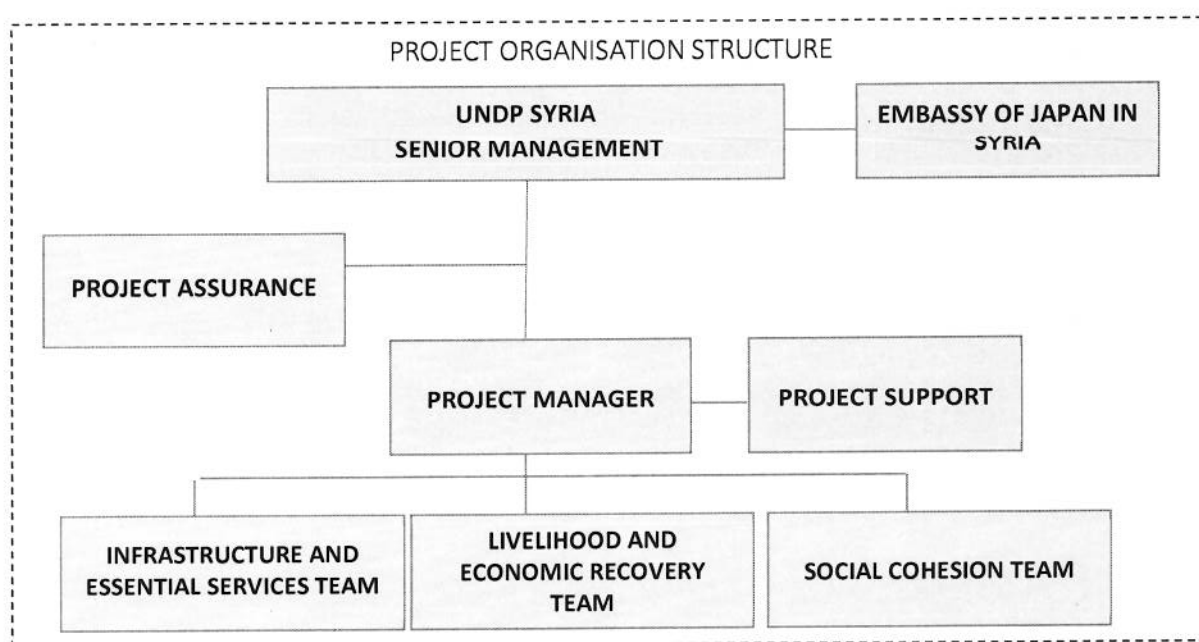 PROJECT ORGANISATION STRUCTURE
UNDP SYRIA
SENIOR MANAGEMENT
EMBASSY OF JAPAN IN
SYRIA
PROJECT ASSURANCE
PROJECT MANAGER
PROJECT SUPPORT
INFRASTRUCTURE AND
ESSENTIAL SERVICES TEAM
LIVELIHOOD AND
ECONOMIC RECOVERY
TEAM
SOCIAL COHESION TEAM